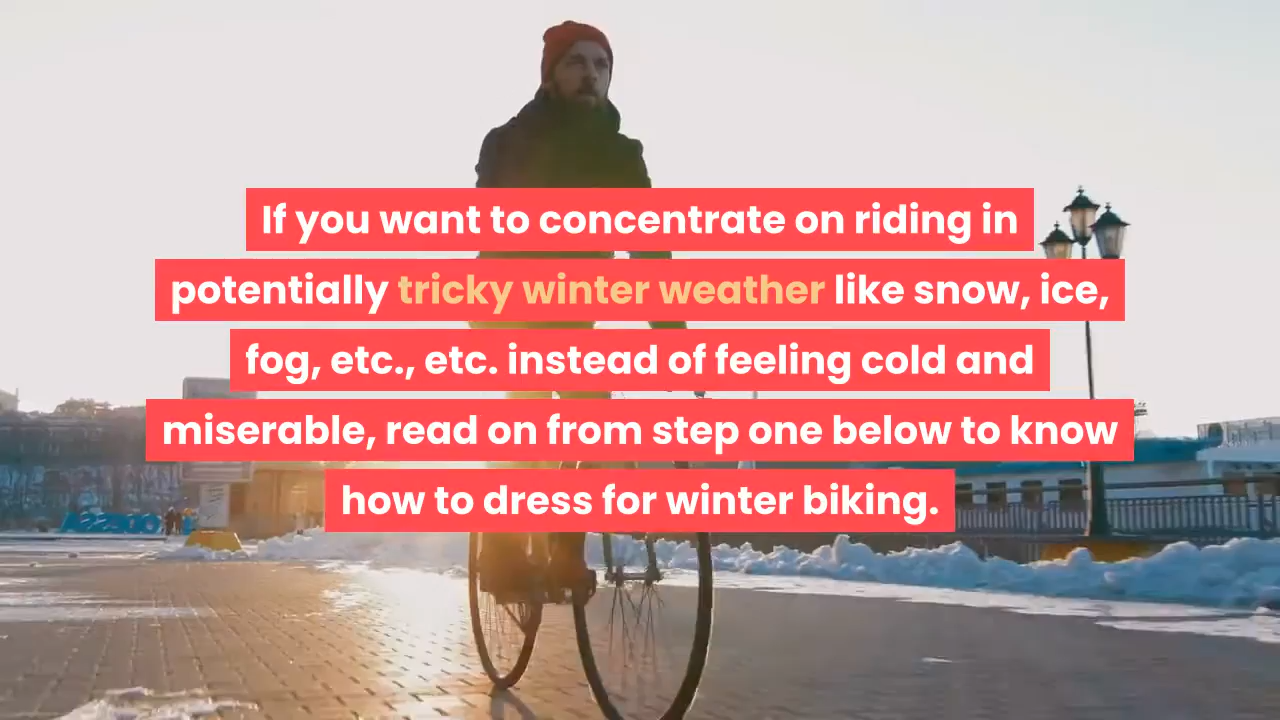 If you want to concentrate on riding in
potentially tricky winter weather like snow, ice,
fog, etc., etc. instead of feeling cold and
miserable, read on from step one below to know
how to dress for winter biking.